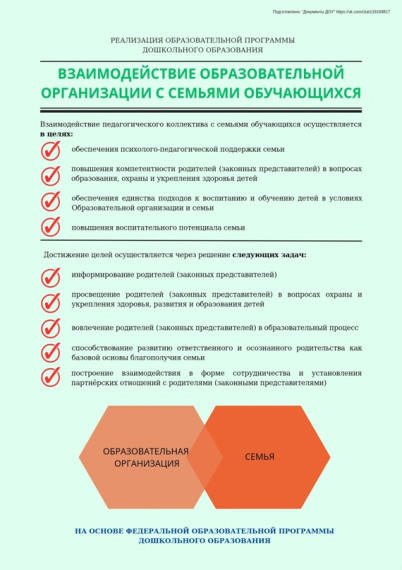 Подготовлено: "Документы ДОУ" https://vk.com/club
РЕАЛИЗАЦИЯ ОБРАЗОВАТЕЛЬНОЙ ПРОГРАММЫ
ДОШКОЛЬНОГО ОБРАЗОВАНИЯ
ВЗАИМОДЕЙСТВИЕ ОБРАЗОВАТЕЛЬНОЙ
ОРГАНИЗАЦИИ С СЕМЬЯМИ ОБУЧАЮЩИХСЯ
Взаимодействие педагогического коллектива с семьями обучающихся осуществляется
в целях:
обеспечения психолого-педагогической поддержки семьи
повышения компетентности родителей (законных представителей) в вопросах
образования, охраны и укрепления здоровья детей
обеспечения единства подходов к воспитанию и обучению детей в условиях
Образовательной организации и семьи
повышения воспитательного потенциала семьи
Достижение целей осуществляется через решение следующих задач:
информирование родителей (законных представителей)
просвещение родителей (законных представителей) в вопросах охраны и
укрепления здоровья, развития и образования детей
вовлечение родителей (законных представителей) в образовательный процесс
способствование развитию ответственного и осознанного родительства как
базовой основы благополучия семьи
построение взаимодействия в форме сотрудничества и установления
партнёрских отношений с родителями (законными представителями)
ОБРАЗОВАТЕЛЬНАЯ
ОРГАНИЗАЦИЯ
СЕМЬЯ
НА ОСНОВЕ ФЕДЕРАЛЬНОЙ ОБРАЗОВАТЕЛЬНОЙ ПРОГРАММЫ
ДОШКОЛЬНОГО ОБРАЗОВАНИЯ